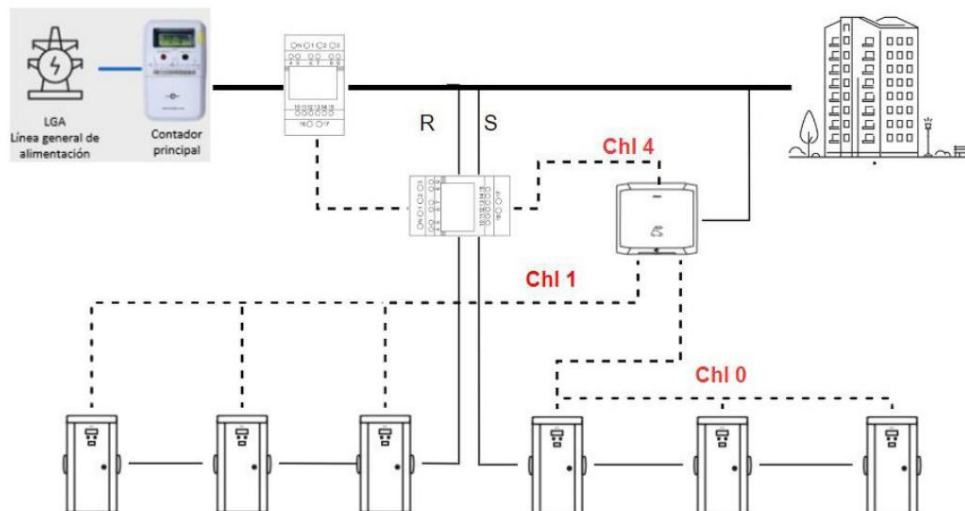 LGA
Línea general de
alimentación
Contador
principal
R
S
Chl 4
Chl 1
Chl 0